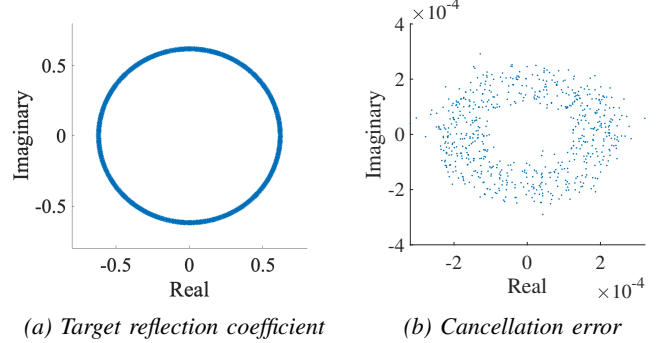 0.5
0
-0.5
Imaginary
-0.5
0
0.5
Real
(a) Target reflection coefficient
×10⁻⁴
4
2
0
-2
-4
Imaginary
-2
0
2
Real
×10⁻⁴
(b) Cancellation error